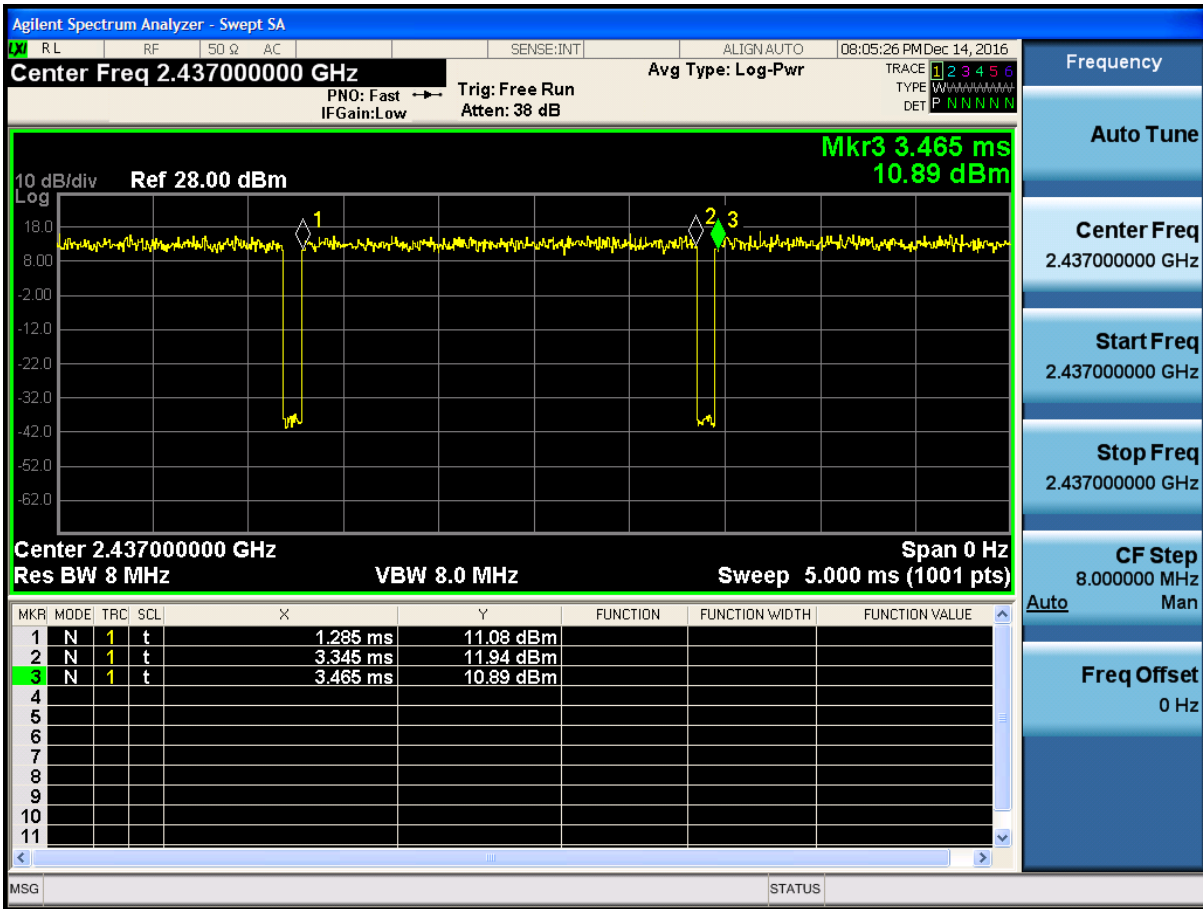 Agilent Spectrum Analyzer - Swept SA
LXI RL RF 50 Ω AC SENSE:INT ALIGNAUTO 08:05:26 PM Dec 14, 2016
Center Freq 2.437000000 GHz
PNO: Fast
IFGain:Low
Trig: Free Run
Atten: 38 dB
Avg Type: Log-Pwr
TRACE 1 2 3 4 5 6
TYPE W
DET P N N N N N
Mkr3 3.465 ms
10.89 dBm
10 dB/div
Log
Ref 28.00 dBm
1
2
3
18.0
8.00
-2.00
-12.0
-22.0
-32.0
-42.0
-52.0
-62.0
Center 2.437000000 GHz Span 0 Hz
Res BW 8 MHz VBW 8.0 MHz Sweep 5.000 ms (1001 pts)
MKR MODE TRC SCL X Y FUNCTION FUNCTION WIDTH FUNCTION VALUE
1 N 1 t 1.285 ms 11.08 dBm
2 N 1 t 3.345 ms 11.94 dBm
3 N 1 t 3.465 ms 10.89 dBm
4
5
6
7
8
9
10
11
MSG STATUS
Frequency
Auto Tune
Center Freq
2.437000000 GHz
Start Freq
2.437000000 GHz
Stop Freq
2.437000000 GHz
CF Step
8.000000 MHz
Auto Man
Freq Offset
0 Hz